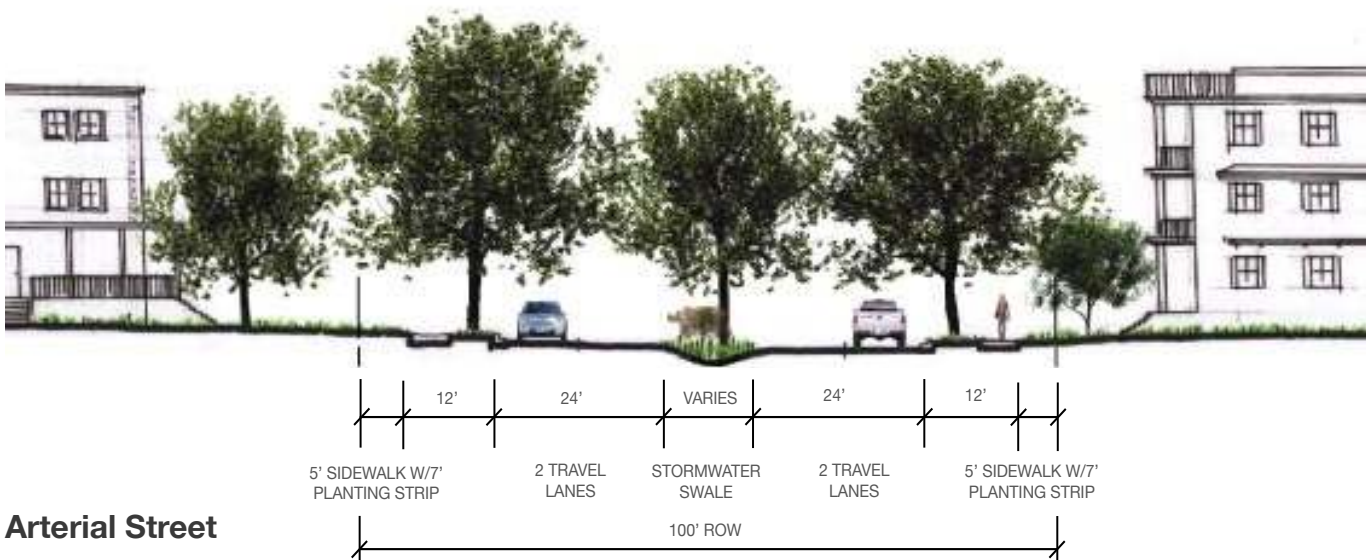 12' 24' VARIES 24' 12'
5' SIDEWALK W/7' 2 TRAVEL STORMWATER 2 TRAVEL 5' SIDEWALK W/7'
PLANTING STRIP LANES SWALE LANES PLANTING STRIP
Arterial Street
100' ROW